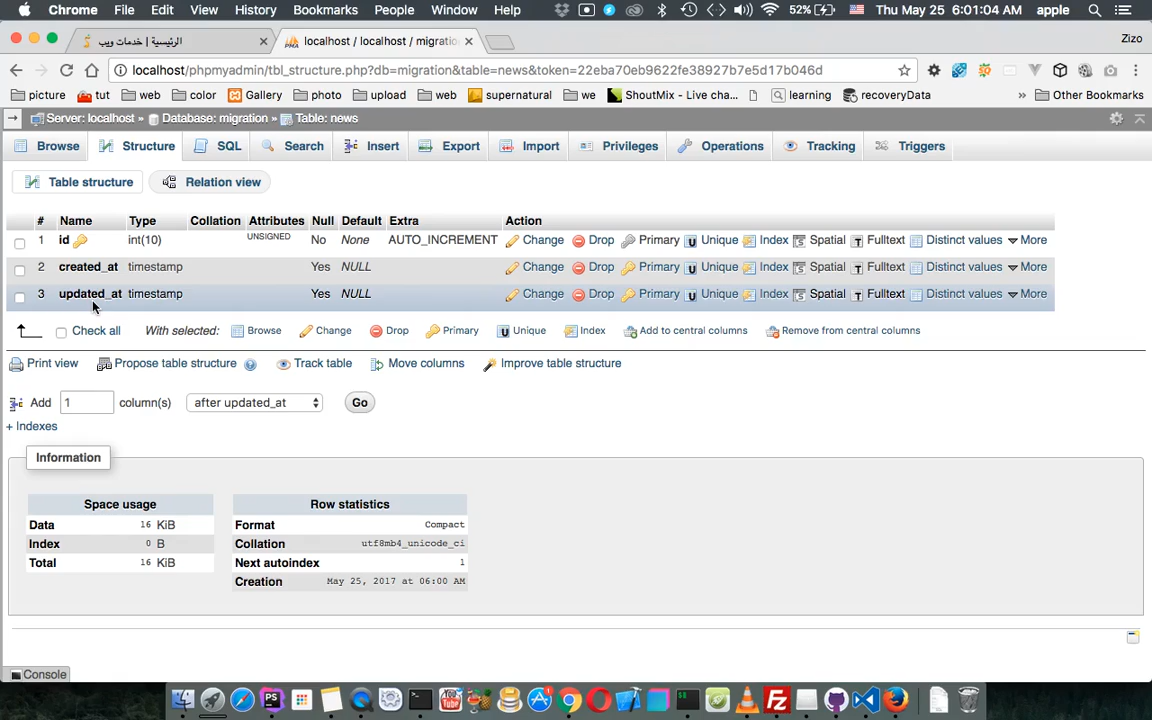 Chrome File Edit View History Bookmarks People Window Help 52% Thu May 25 6:01:04 AM apple
الرئيسية | خدمات ويب localhost / localhost / migration Zizo
localhost/phpmyadmin/tbl_structure.php?db=migration&table=news&token=22eba70eb9622fe38927b7e5d17b046d
picture tut web color Gallery photo upload web supernatural we ShoutMix - Live cha... learning recoveryData » Other Bookmarks
Server: localhost » Database: migration » Table: news
Browse Structure SQL Search Insert Export Import Privileges Operations Tracking Triggers
Table structure Relation view
# Name Type Collation Attributes Null Default Extra Action
1 id int(10) UNSIGNED No None AUTO_INCREMENT Change Drop Primary Unique Index Spatial Fulltext Distinct values More
2 created_at timestamp Yes NULL Change Drop Primary Unique Index Spatial Fulltext Distinct values More
3 updated_at timestamp Yes NULL Change Drop Primary Unique Index Spatial Fulltext Distinct values More
Check all With selected: Browse Change Drop Primary Unique Index Add to central columns Remove from central columns
Print view Propose table structure Track table Move columns Improve table structure
Add 1 column(s) after updated_at Go
+ Indexes
Information
Space usage
Data 16 KiB
Index 0 B
Total 16 KiB
Row statistics
Format Compact
Collation utf8mb4_unicode_ci
Next autoindex 1
Creation May 25, 2017 at 06:00 AM
Console